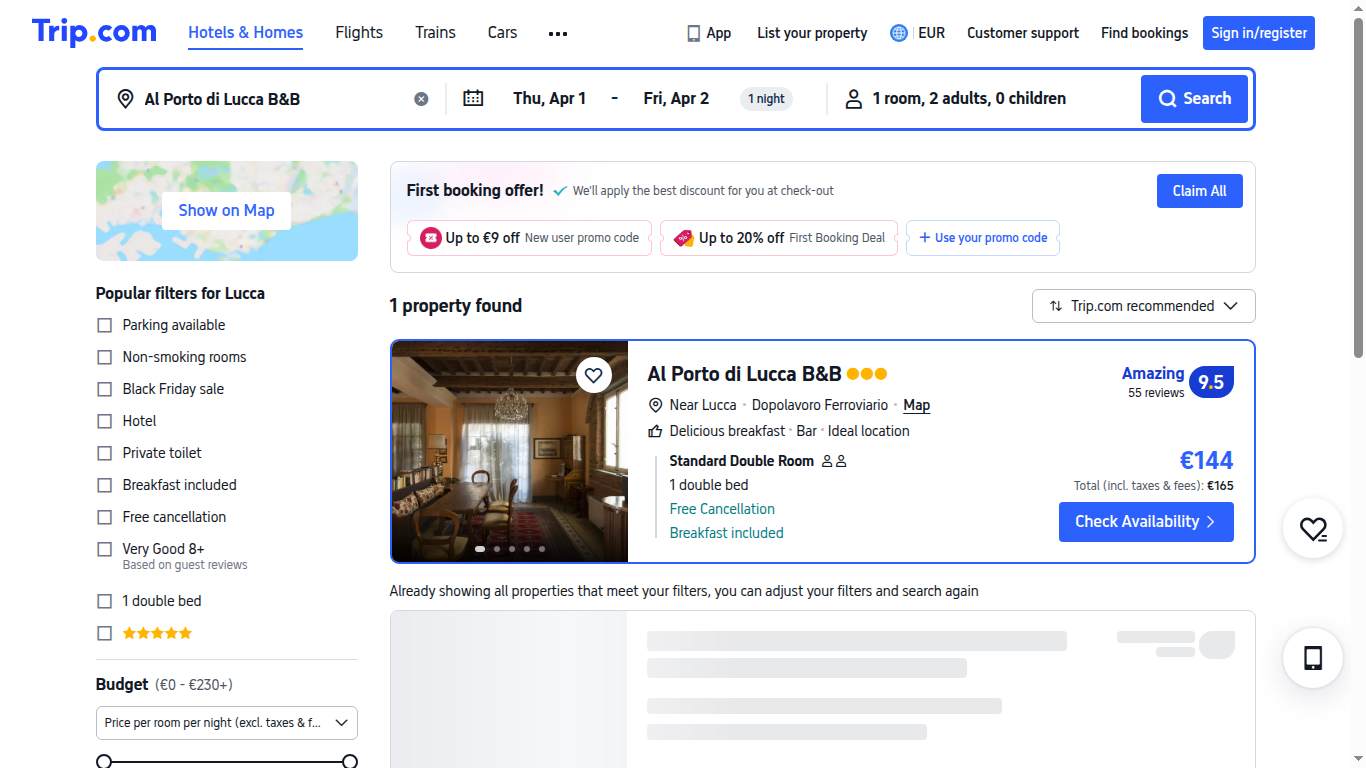 Trip.com
Hotels & Homes
Flights
Trains
Cars
App
List your property
EUR
Customer support
Find bookings
Sign in/register
Al Porto di Lucca B&B
Thu, Apr 1 - Fri, Apr 2
1 night
1 room, 2 adults, 0 children
Search
Show on Map
Popular filters for Lucca
Parking available
Non-smoking rooms
Black Friday sale
Hotel
Private toilet
Breakfast included
Free cancellation
Very Good 8+
Based on guest reviews
1 double bed
Budget (€0 - €230+)
Price per room per night (excl. taxes & f...
First booking offer! We'll apply the best discount for you at check-out
Claim All
Up to €9 off New user promo code
Up to 20% off First Booking Deal
+ Use your promo code
1 property found
Trip.com recommended
Al Porto di Lucca B&B
Amazing
55 reviews
9.5
Near Lucca · Dopolavoro Ferroviario · Map
Delicious breakfast · Bar · Ideal location
Standard Double Room
1 double bed
Free Cancellation
Breakfast included
€144
Total (incl. taxes & fees): €165
Check Availability
Already showing all properties that meet your filters, you can adjust your filters and search again